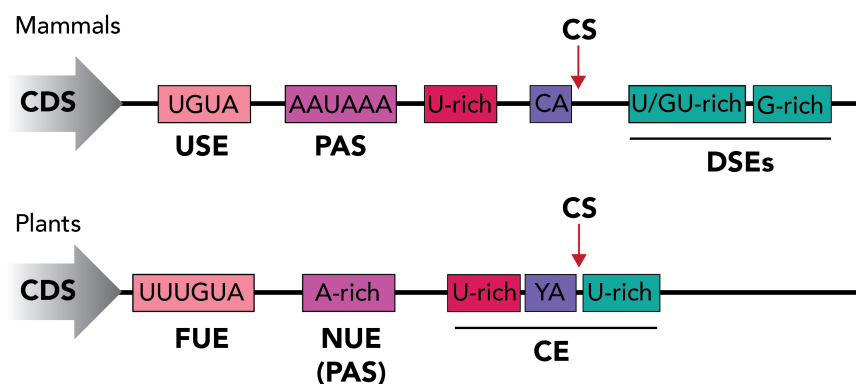 Mammals
CS
CDS UGUA AAUAAA U-rich CA U/GU-rich G-rich
USE PAS DSEs
Plants
CS
CDS UUUGUA A-rich U-rich YA U-rich
FUE NUE CE
(PAS)